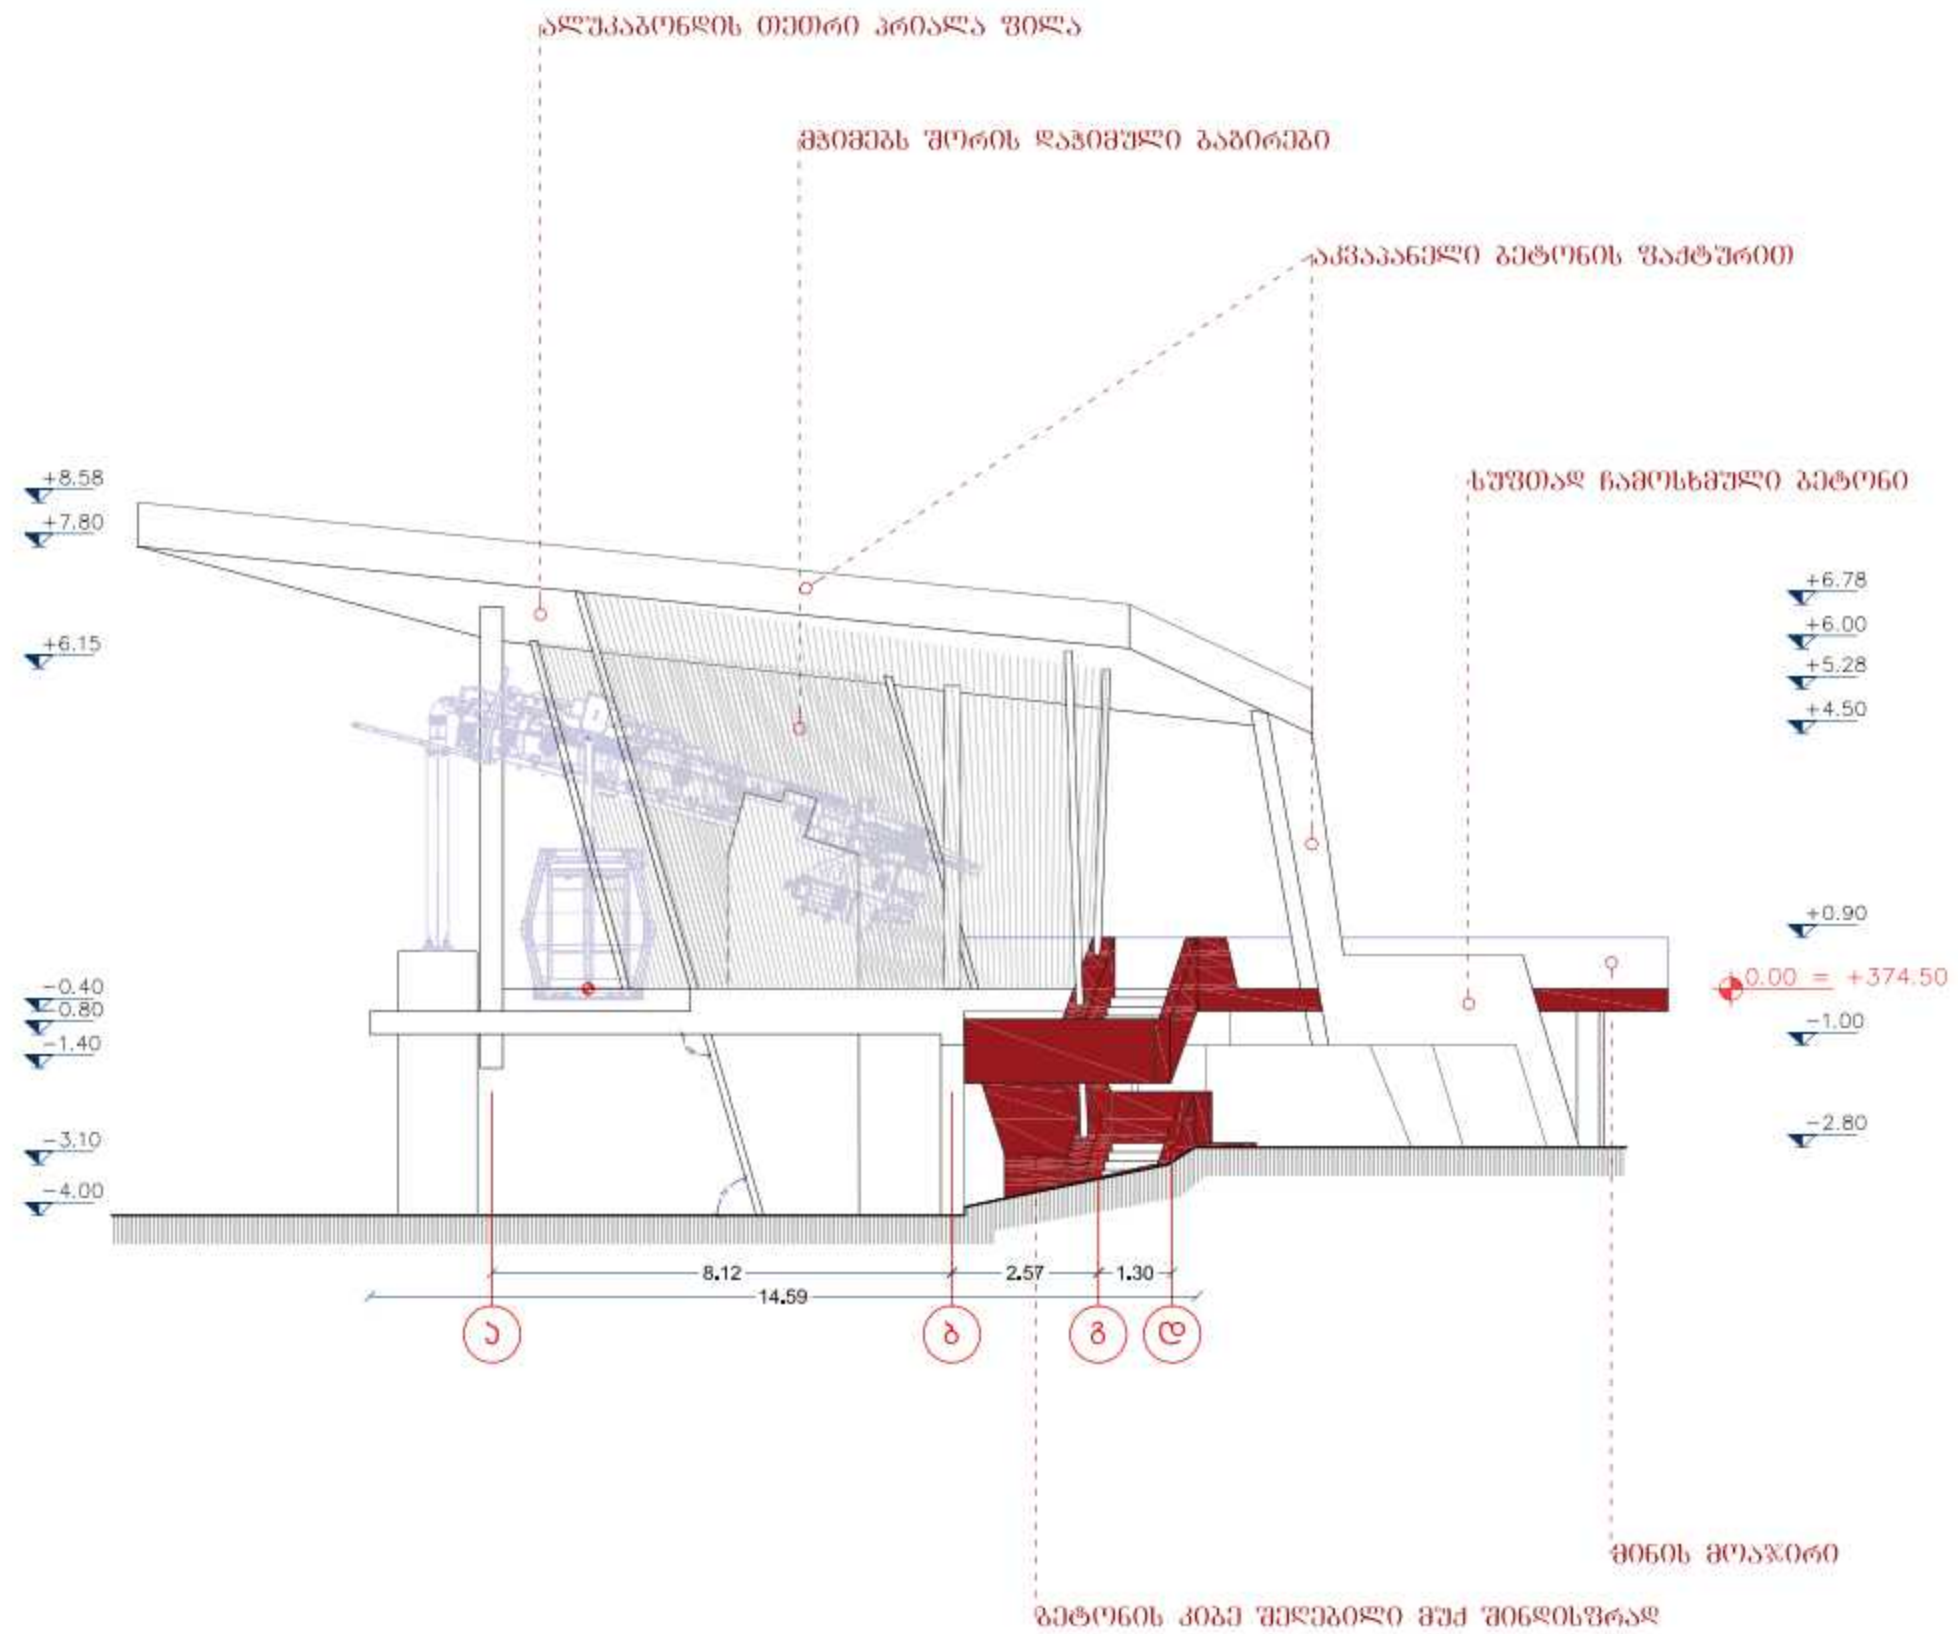 ალუკაბონდის თეთრი პრიალა ფილა
მჭიმებს შორის დაჭიმული ბაგირები
აკვაპანელი ბეტონის ფაქტურით
სუფთად ჩამოსხმული ბეტონი
+8.58
+7.80
+6.15
+6.78
+6.00
+5.28
+4.50
+0.90
0.00 = +374.50
-0.40
-0.80
-1.40
-1.00
-2.80
-3.10
-4.00
8.12
2.57
1.30
14.59
ა
ბ
გ
დ
მინის მოაჯირი
ბეტონის კიბე შეღებილი მუქ შინდისფრად